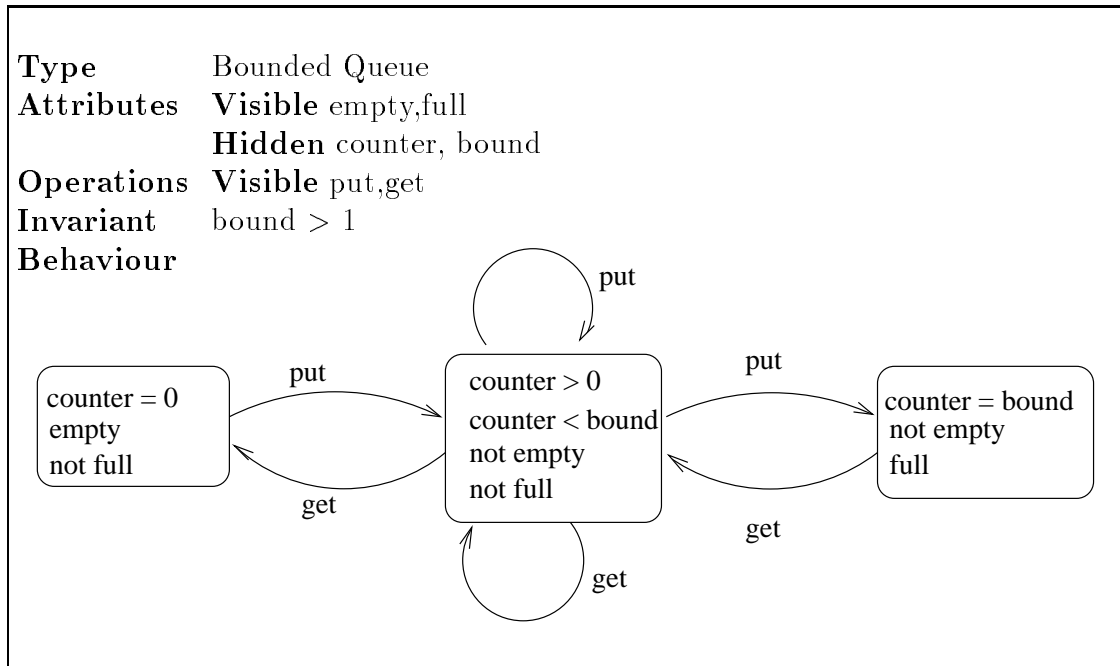 Type Bounded Queue
Attributes Visible empty,full
Hidden counter, bound
Operations Visible put,get
Invariant bound > 1
Behaviour
put
put
put
counter = 0
empty
not full
counter > 0
counter < bound
not empty
not full
counter = bound
not empty
full
get
get
get